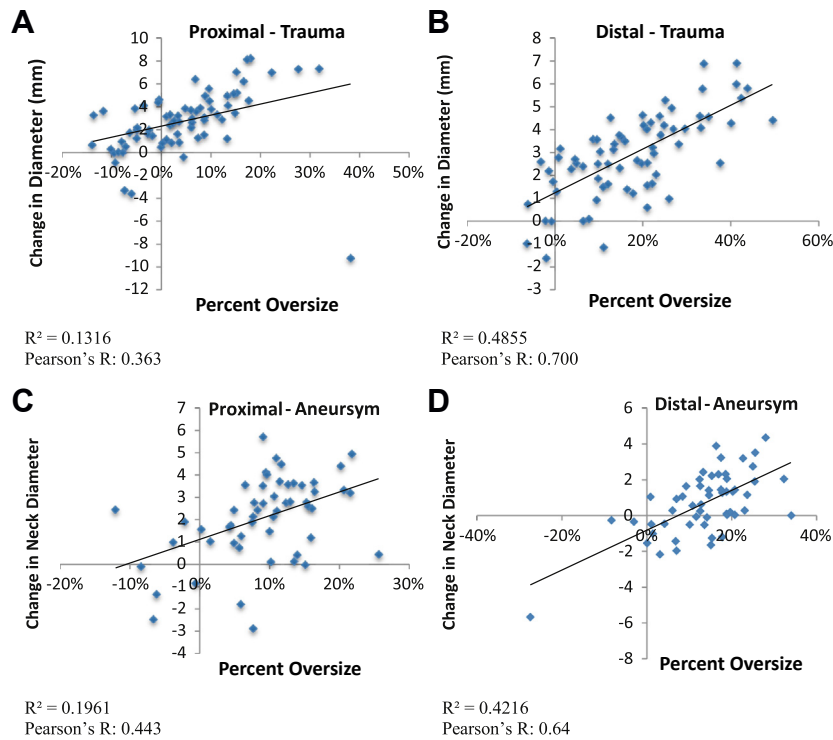 A
Proximal - Trauma
Change in Diameter (mm)
10
8
6
4
2
0
-2
-4
-6
-8
-10
-12
-20%
-10%
0%
10%
20%
30%
40%
50%
Percent Oversize
R² = 0.1316
Pearson's R: 0.363
B
Distal - Trauma
Change in Diameter (mm)
8
7
6
5
4
3
2
1
0
-1
-2
-3
-20%
0%
20%
40%
60%
Percent Oversize
R² = 0.4855
Pearson's R: 0.700
C
Proximal - Aneursym
Change in Neck Diameter
7
6
5
4
3
2
1
0
-1
-2
-3
-4
-20%
-10%
0%
10%
20%
30%
Percent Oversize
R² = 0.1961
Pearson's R: 0.443
D
Distal - Aneursym
Change in Neck Diameter
6
4
2
0
-2
-4
-6
-8
-40%
-20%
0%
20%
40%
Percent Oversize
R² = 0.4216
Pearson's R: 0.64